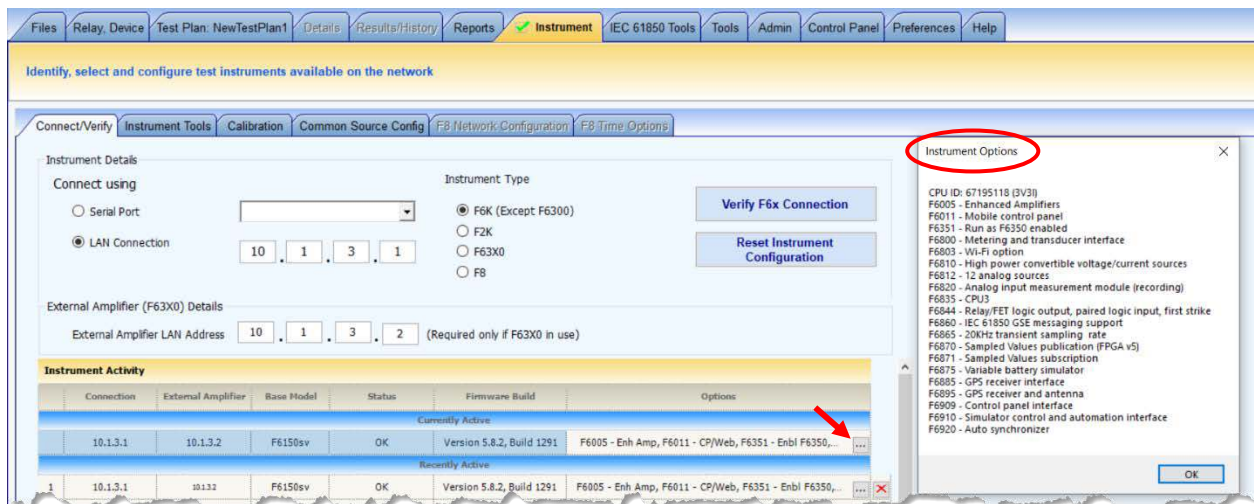 Files Relay, Device Test Plan: NewTestPlan1 Details Results/History Reports Instrument IEC 61850 Tools Tools Admin Control Panel Preferences Help
Identify, select and configure test instruments available on the network
Connect/Verify Instrument Tools Calibration Common Source Config F8 Network Configuration F8 Time Options
Instrument Details
Connect using
Serial Port
LAN Connection
10 . 1 . 3 . 1
Instrument Type
F6K (Except F6300)
F2K
F63X0
F8
Verify F6x Connection
Reset Instrument
Configuration
External Amplifier (F63X0) Details
External Amplifier LAN Address 10 . 1 . 3 . 2 (Required only if F63X0 in use)
Instrument Activity
Connection External Amplifier Base Model Status Firmware Build Options
Currently Active
10.1.3.1 10.1.3.2 F6150sv OK Version 5.8.2, Build 1291 F6005 - Enh Amp, F6011 - CP/Web, F6351 - Enbl F6350,... ...
Recently Active
1 10.1.3.1 10.1.3.2 F6150sv OK Version 5.8.2, Build 1291 F6005 - Enh Amp, F6011 - CP/Web, F6351 - Enbl F6350,... ...
Instrument Options
CPU ID: 67195118 (3V3I)
F6005 - Enhanced Amplifiers
F6011 - Mobile control panel
F6351 - Run as F6350 enabled
F6800 - Metering and transducer interface
F6803 - Wi-Fi option
F6810 - High power convertible voltage/current sources
F6812 - 12 analog sources
F6820 - Analog input measurement module (recording)
F6835 - CPU3
F6844 - Relay/FET logic output, paired logic input, first strike
F6860 - IEC 61850 GSE messaging support
F6865 - 20KHz transient sampling rate
F6870 - Sampled Values publication (FPGA v5)
F6871 - Sampled Values subscription
F6875 - Variable battery simulator
F6885 - GPS receiver interface
F6895 - GPS receiver and antenna
F6909 - Control panel interface
F6910 - Simulator control and automation interface
F6920 - Auto synchronizer
OK